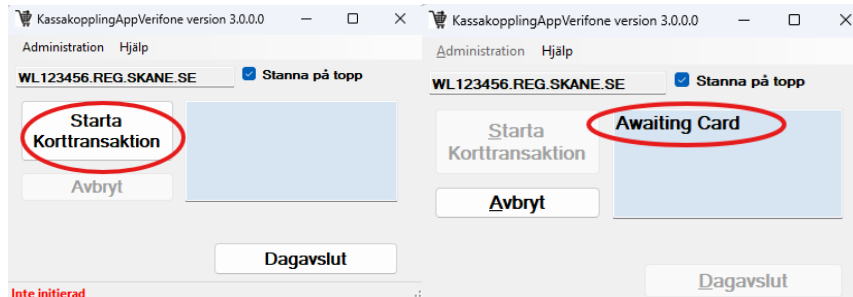 KassakopplingAppVerifone version 3.0.0.0
Administration Hjälp
WL123456.REG.SKANE.SE Stanna på topp
Starta
Korttransaktion
Avbryt
Dagavslut
Inte initierad
KassakopplingAppVerifone version 3.0.0.0
Administration Hjälp
WL123456.REG.SKANE.SE Stanna på topp
Starta
Korttransaktion
Awaiting Card
Avbryt
Dagavslut